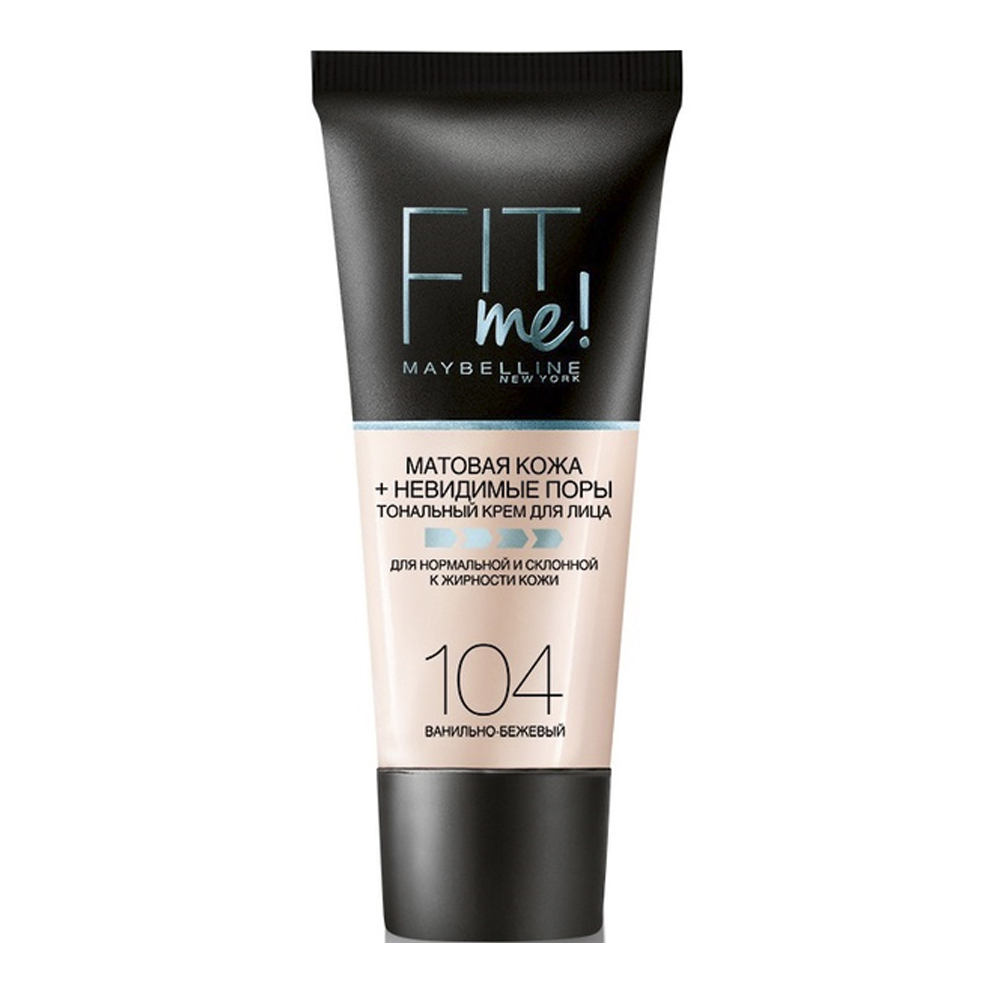 FIT
me!
MAYBELLINE
NEW YORK
МАТОВАЯ КОЖА
+ НЕВИДИМЫЕ ПОРЫ
ТОНАЛЬНЫЙ КРЕМ ДЛЯ ЛИЦА
ДЛЯ НОРМАЛЬНОЙ И СКЛОННОЙ
К ЖИРНОСТИ КОЖИ
104
ВАНИЛЬНО-БЕЖЕВЫЙ